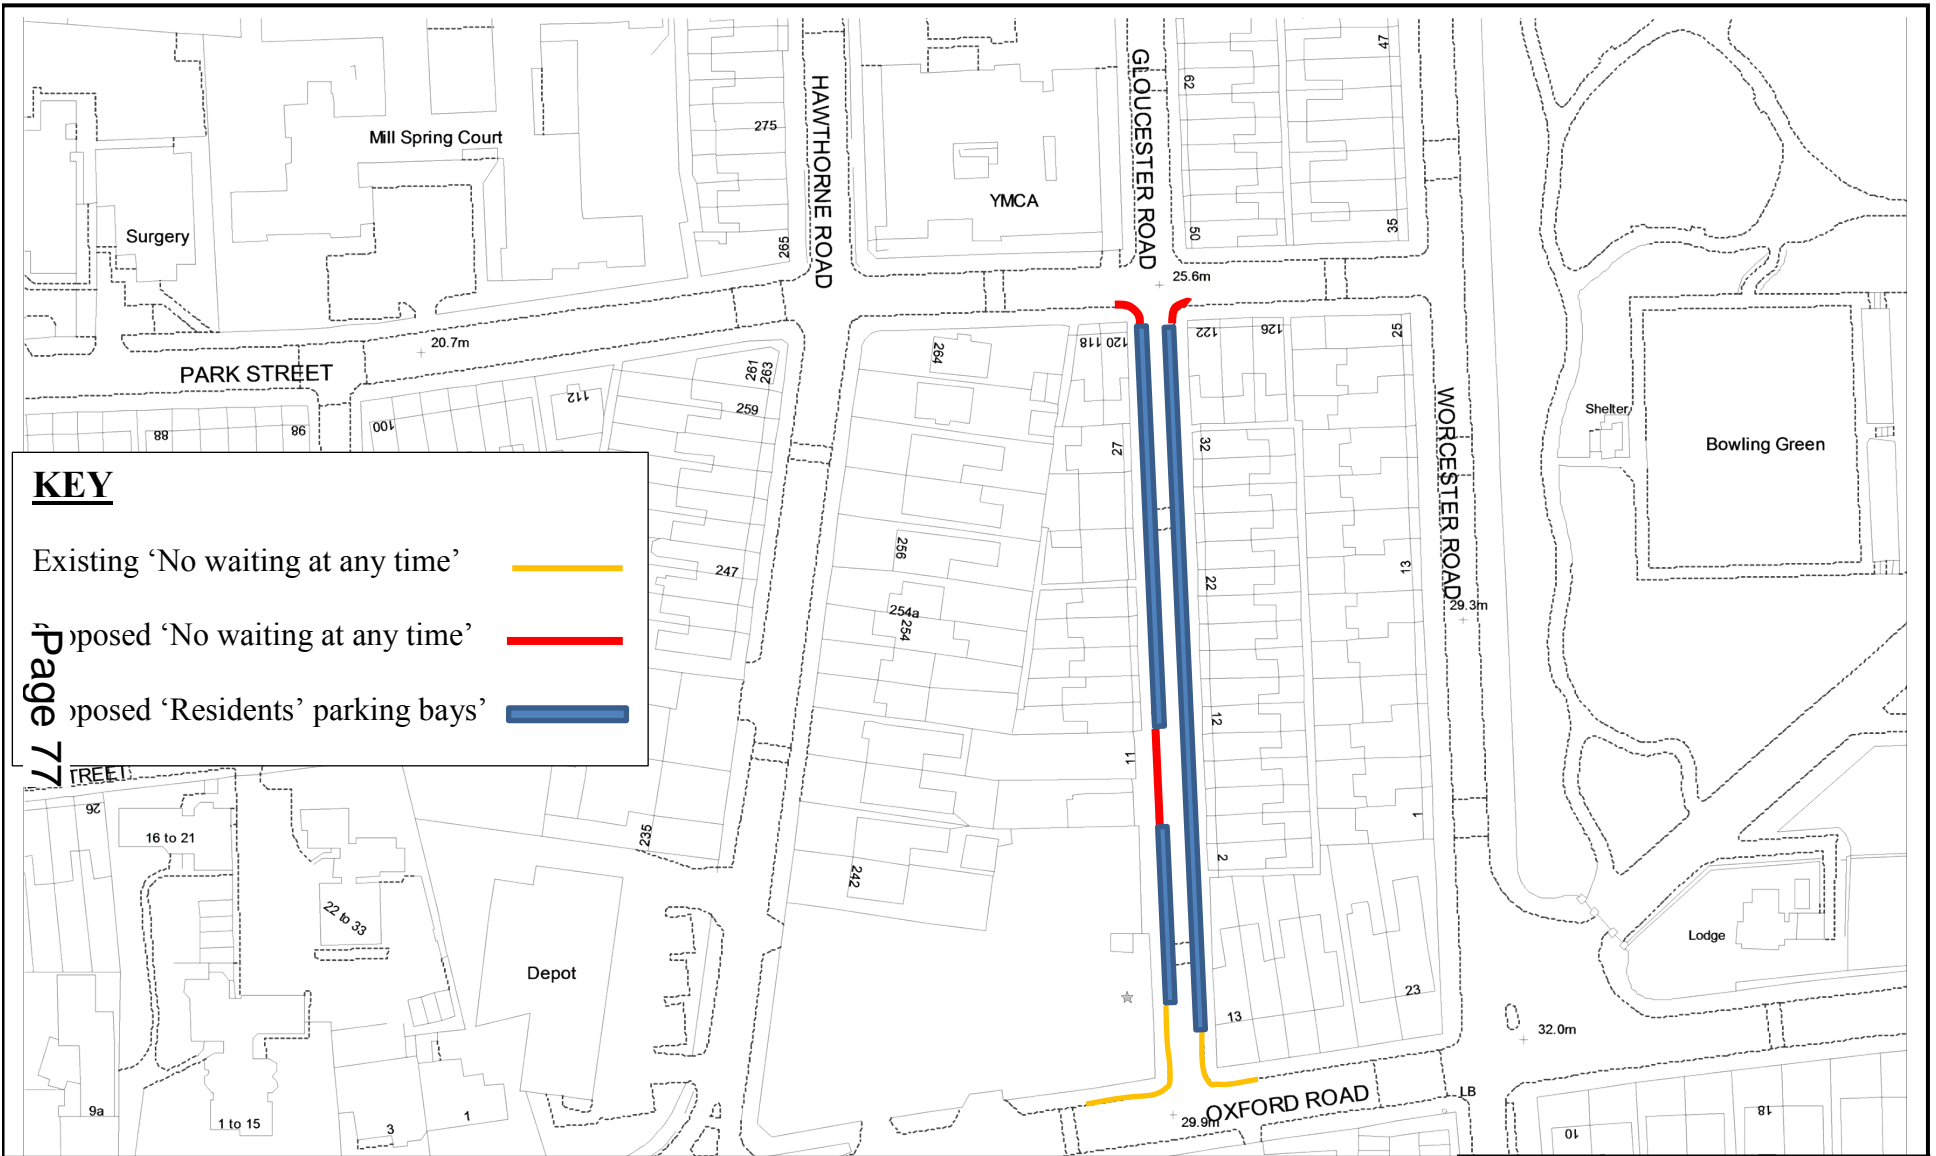 HAWTHORNE ROAD
GLOUCESTER ROAD
62
47
275
Mill Spring Court
YMCA
Surgery
265
50
35
25.6m
20.7m
PARK STREET
261
263
259
264
118
120
122
126
25
112
88
98
100
27
32
WORCESTER ROAD
Shelter
Bowling Green
KEY
Existing ‘No waiting at any time’
oposed ‘No waiting at any time’
oposed ‘Residents’ parking bays’
Page 77
247
256
254a
254
22
13
29.3m
12
11
TREET
26
16 to 21
235
242
2
1
22 to 33
Depot
13
23
Lodge
32.0m
9a
1 to 15
3
1
OXFORD ROAD
29.9m
LB
10
18